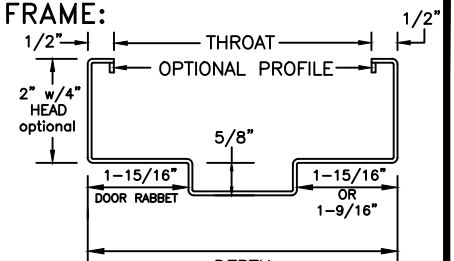 FRAME:
1/2"
1/2"
THROAT
OPTIONAL PROFILE
2" w/4"
HEAD
optional
5/8"
1-15/16"
DOOR RABBET
1-15/16"
OR
1-9/16"